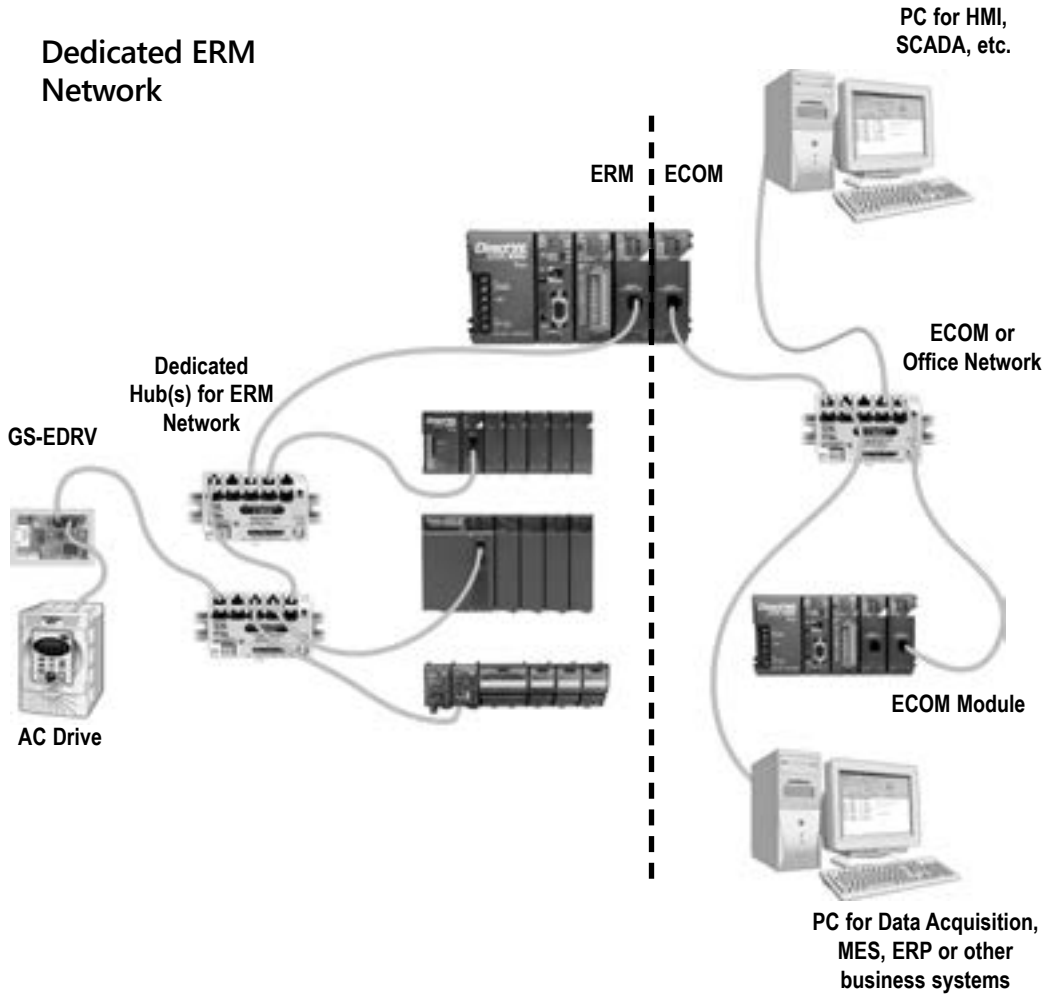 Dedicated ERM
Network
PC for HMI,
SCADA, etc.
ERM
ECOM
Dedicated
Hub(s) for ERM
Network
ECOM or
Office Network
GS-EDRV
AC Drive
ECOM Module
PC for Data Acquisition,
MES, ERP or other
business systems